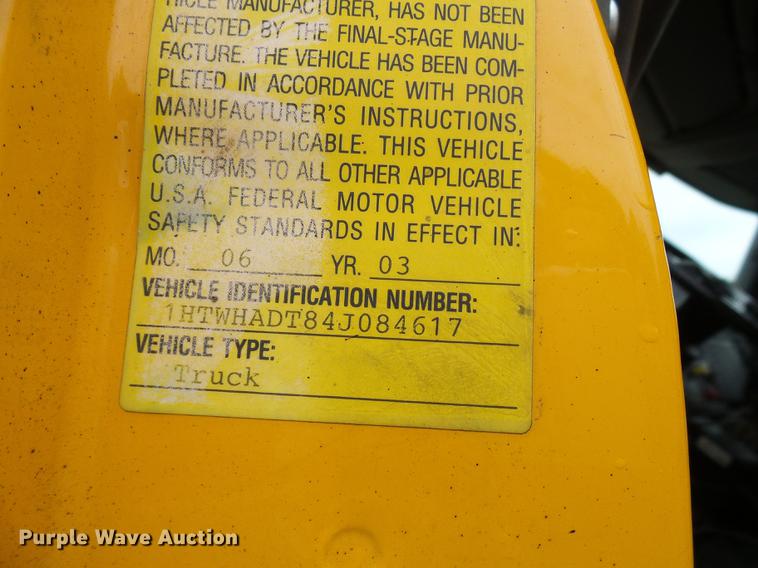 HICLE MANUFACTURER, HAS NOT BEEN
AFFECTED BY THE FINAL-STAGE MANU-
FACTURE. THE VEHICLE HAS BEEN COM-
PLETED IN ACCORDANCE WITH PRIOR
MANUFACTURER'S INSTRUCTIONS,
WHERE APPLICABLE. THIS VEHICLE
CONFORMS TO ALL OTHER APPLICABLE
U.S.A. FEDERAL MOTOR VEHICLE
SAFETY STANDARDS IN EFFECT IN:
MO. 06 YR. 03
VEHICLE IDENTIFICATION NUMBER:
1HTWHADT84J084617
VEHICLE TYPE:
Truck
Purple Wave Auction